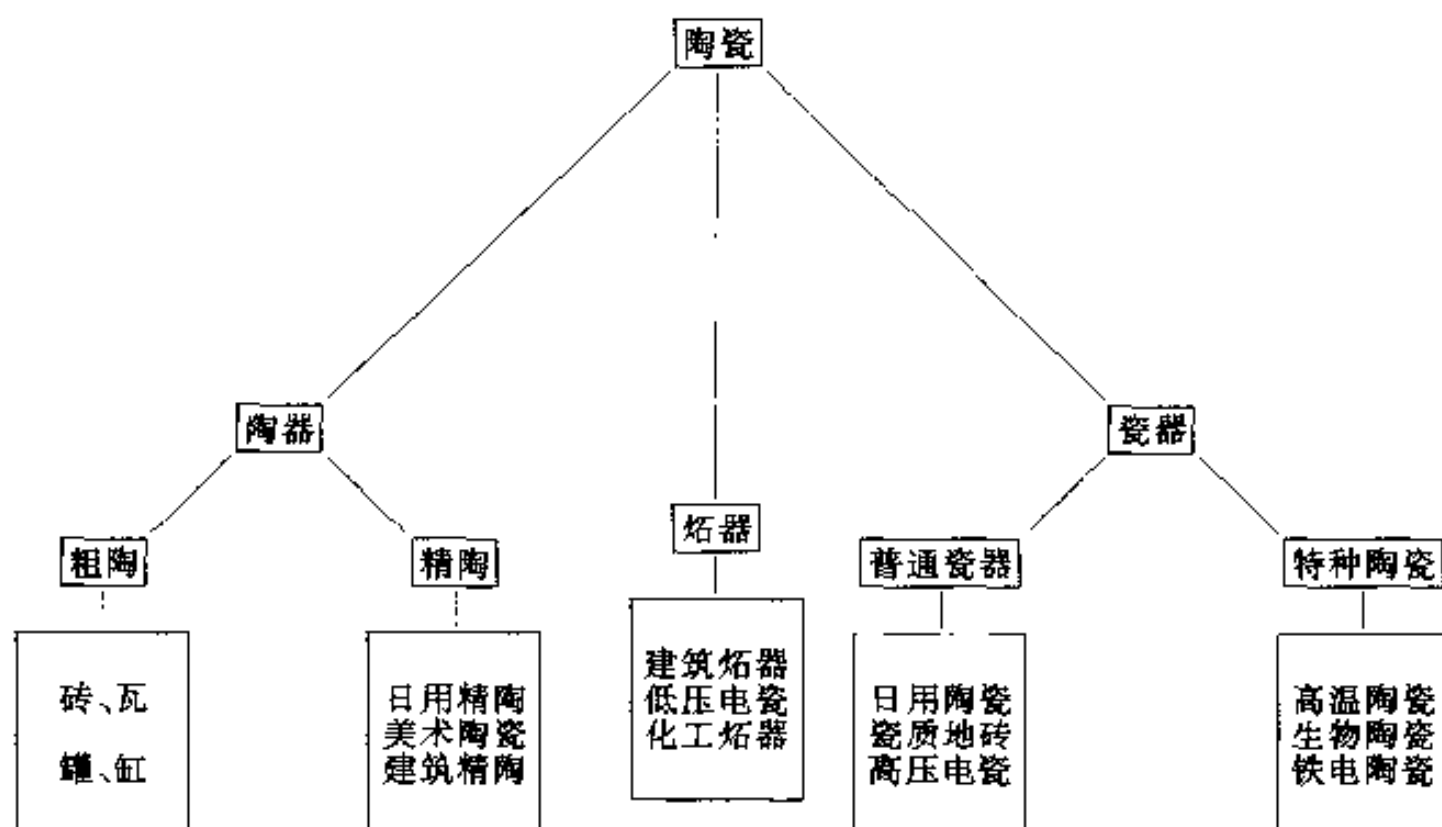 陶瓷
陶器
瓷器
炻器
粗陶
精陶
普通瓷器
特种陶瓷
砖、瓦
罐、缸
日用精陶
美术陶瓷
建筑精陶
建筑炻器
低压电瓷
化工炻器
日用陶瓷
瓷质地砖
高压电瓷
高温陶瓷
生物陶瓷
铁电陶瓷